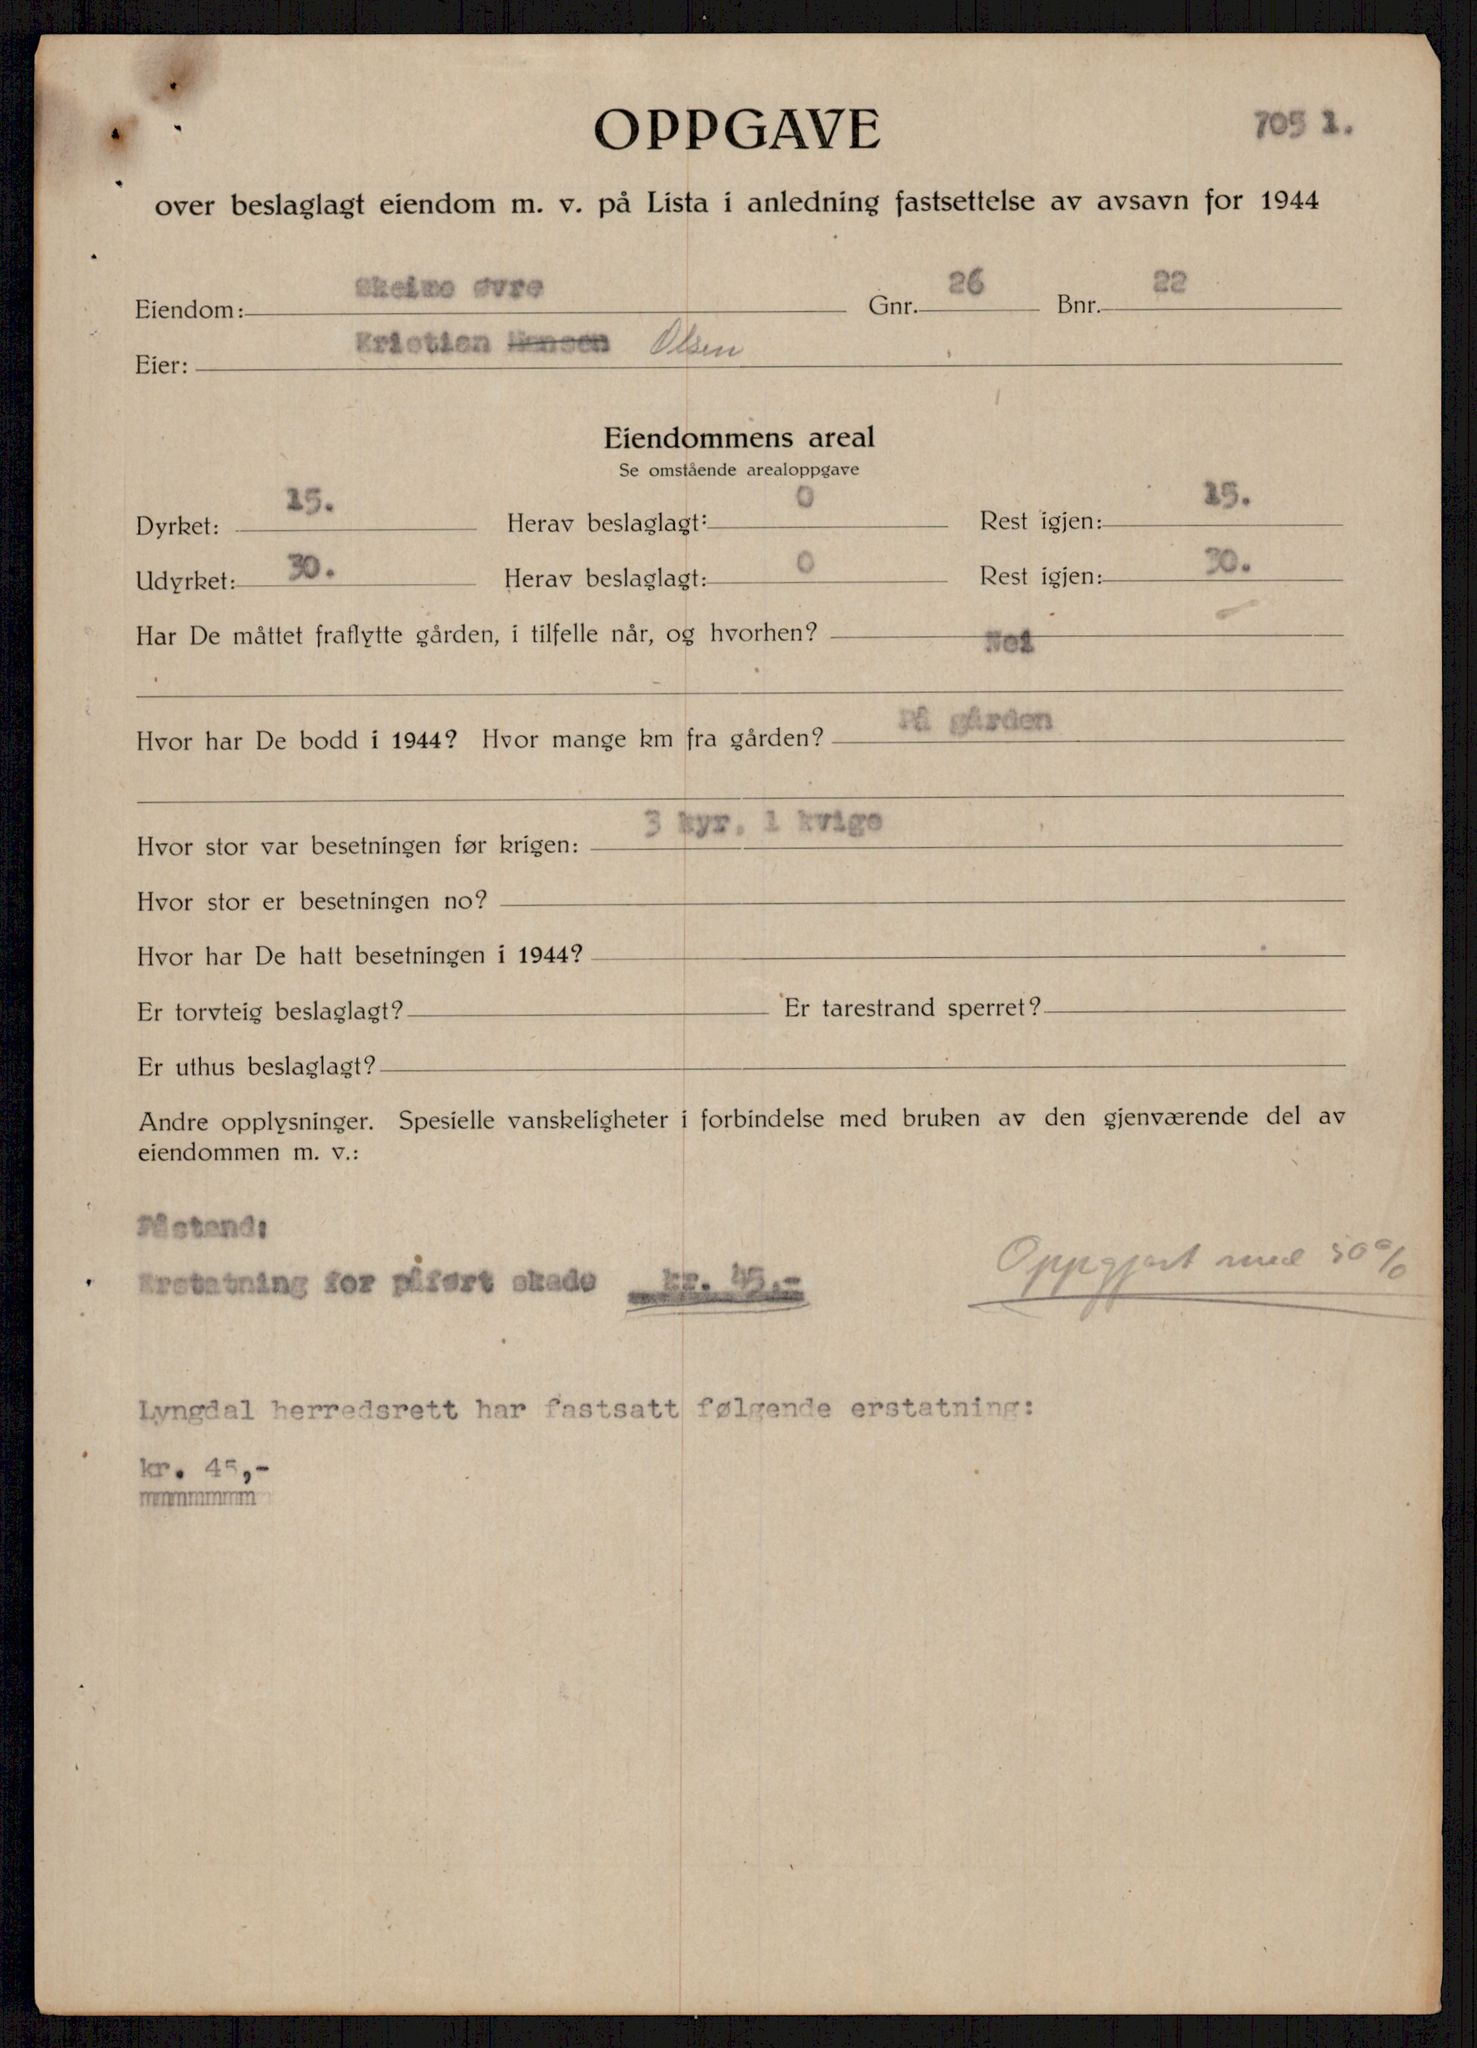 OPPGAVE
705 1.
over beslaglagt eiendom m. v. på Lista i anledning fastsettelse av avsavn for 1944
Eiendom: Skeime Øvre Gnr. 26 Bnr. 22
Eier: Kristian Hansen Olsen
Eiendommens areal
Se omstående arealoppgave
Dyrket: 15. Herav beslaglagt: 0 Rest igjen: 15.
Udyrket: 30. Herav beslaglagt: 0 Rest igjen: 30.
Har De måttet fraflytte gården, i tilfelle når, og hvorhen? Nei
Hvor har De bodd i 1944? Hvor mange km fra gården? På gården
Hvor stor var besetningen før krigen: 3 kyr. 1 kvige
Hvor stor er besetningen no?
Hvor har De hatt besetningen i 1944?
Er torvteig beslaglagt? Er tarestrand sperret?
Er uthus beslaglagt?
Andre opplysninger. Spesielle vanskeligheter i forbindelse med bruken av den gjenværende del av
eiendommen m. v.:
Påstand:
Erstatning for påført skade kr. 45,-
Oppgjort med 50%
Lyngdal herredsrett har fastsatt følgende erstatning:
kr. 45,-
mmmmmmm